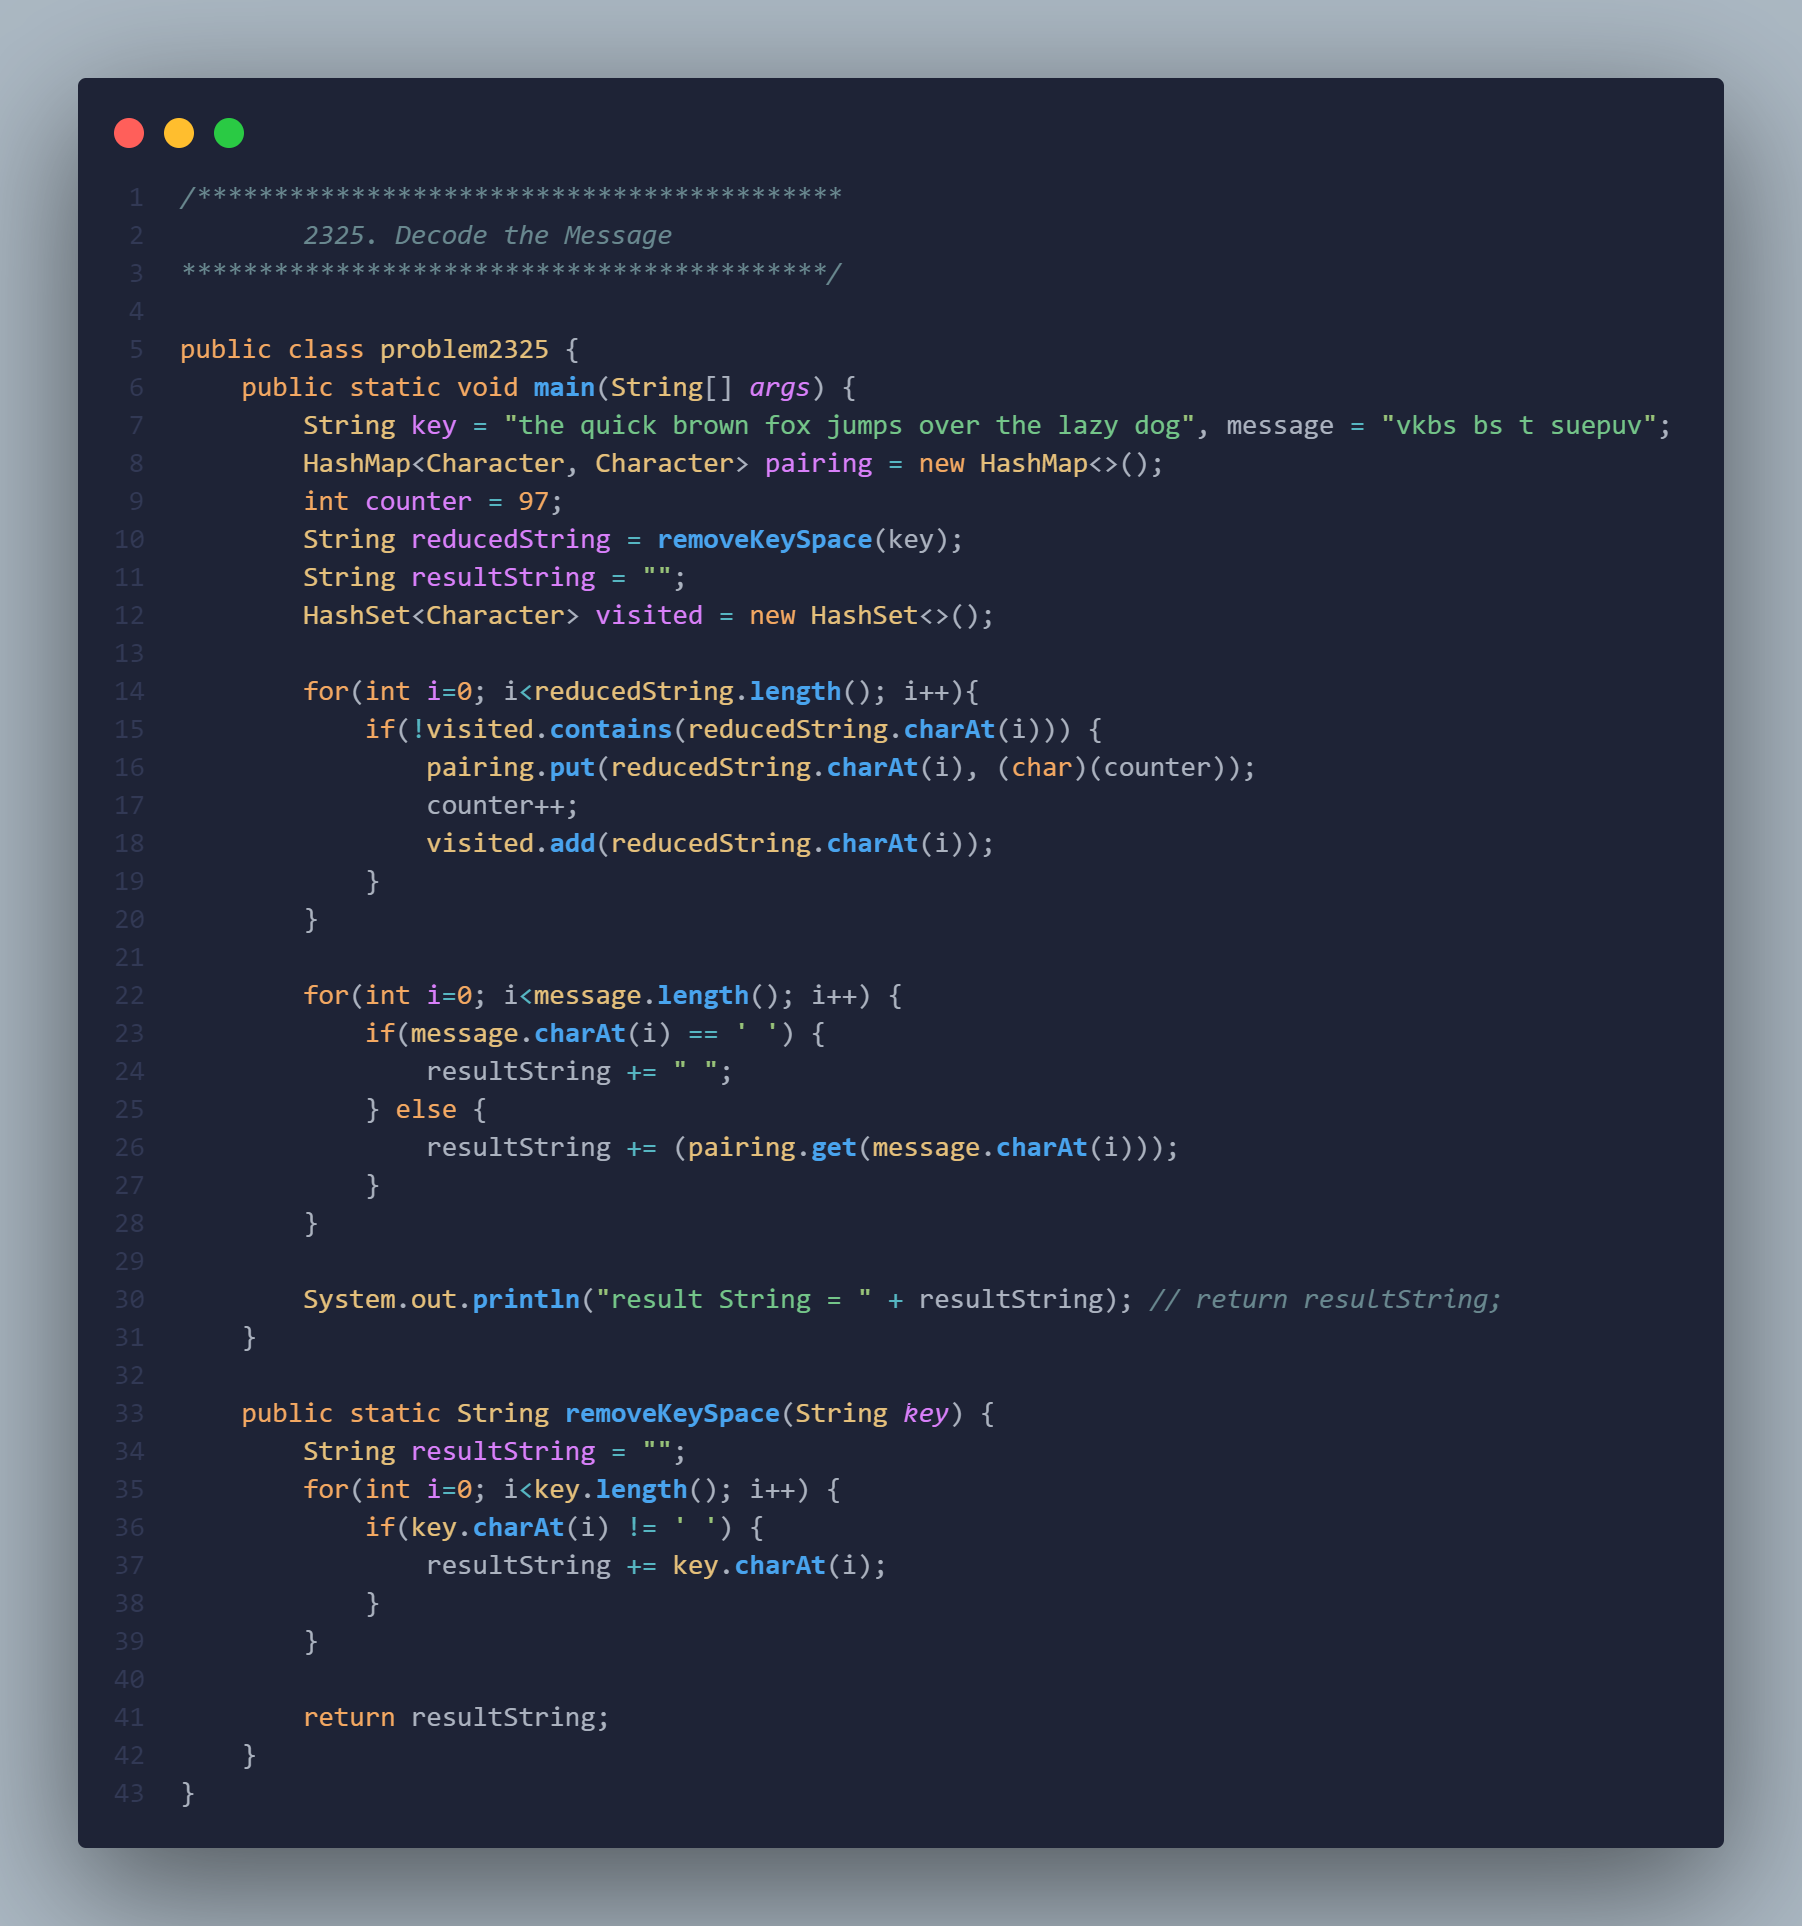 1 /******************************************
2         2325. Decode the Message
3 ******************************************/
4
5 public class problem2325 {
6     public static void main(String[] args) {
7         String key = "the quick brown fox jumps over the lazy dog", message = "vkbs bs t suepuv";
8         HashMap<Character, Character> pairing = new HashMap<>();
9         int counter = 97;
10         String reducedString = removeKeySpace(key);
11         String resultString = "";
12         HashSet<Character> visited = new HashSet<>();
13
14         for(int i=0; i<reducedString.length(); i++){
15             if(!visited.contains(reducedString.charAt(i))) {
16                 pairing.put(reducedString.charAt(i), (char)(counter));
17                 counter++;
18                 visited.add(reducedString.charAt(i));
19             }
20         }
21
22         for(int i=0; i<message.length(); i++) {
23             if(message.charAt(i) == ' ') {
24                 resultString += " ";
25             } else {
26                 resultString += (pairing.get(message.charAt(i)));
27             }
28         }
29
30         System.out.println("result String = " + resultString); // return resultString;
31     }
32
33     public static String removeKeySpace(String key) {
34         String resultString = "";
35         for(int i=0; i<key.length(); i++) {
36             if(key.charAt(i) != ' ') {
37                 resultString += key.charAt(i);
38             }
39         }
40
41         return resultString;
42     }
43 }